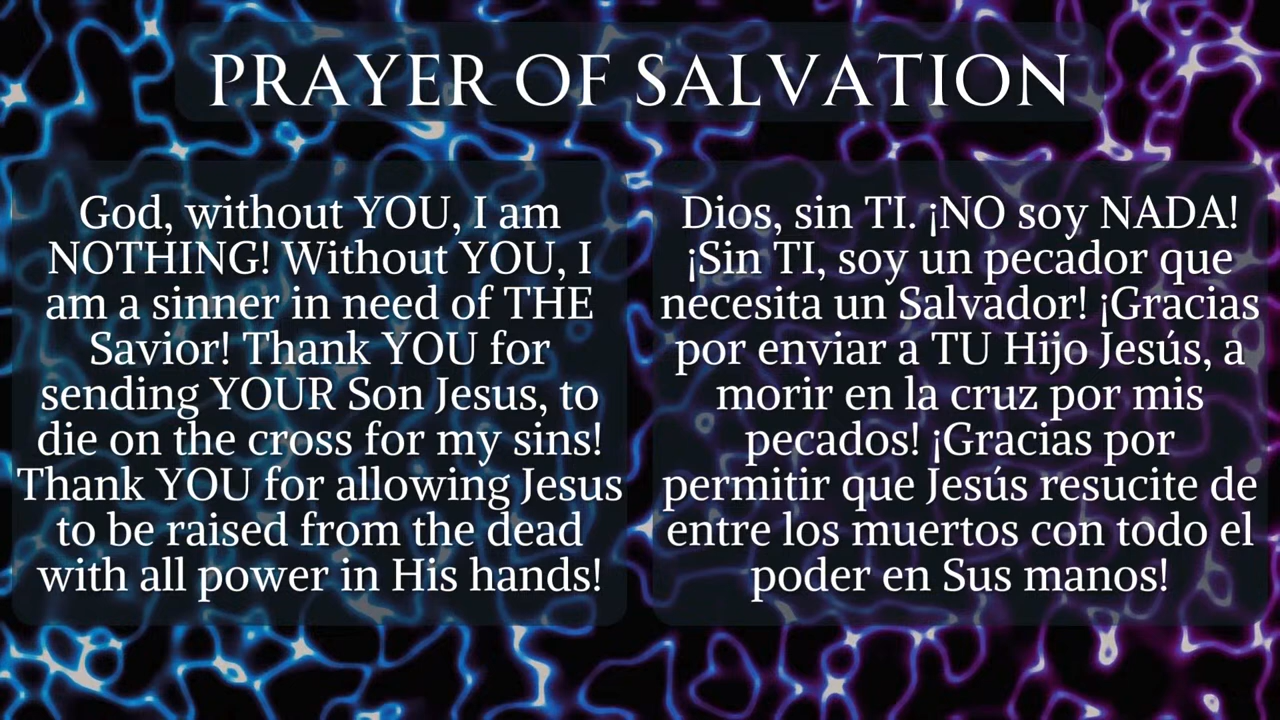 PRAYER OF SALVATION
God, without YOU, I am
NOTHING! Without YOU, I
am a sinner in need of THE
Savior! Thank YOU for
sending YOUR Son Jesus, to
die on the cross for my sins!
Thank YOU for allowing Jesus
to be raised from the dead
with all power in His hands!
Dios, sin TI. ¡NO soy NADA!
¡Sin TI, soy un pecador que
necesita un Salvador! ¡Gracias
por enviar a TU Hijo Jesús, a
morir en la cruz por mis
pecados! ¡Gracias por
permitir que Jesús resucite de
entre los muertos con todo el
poder en Sus manos!